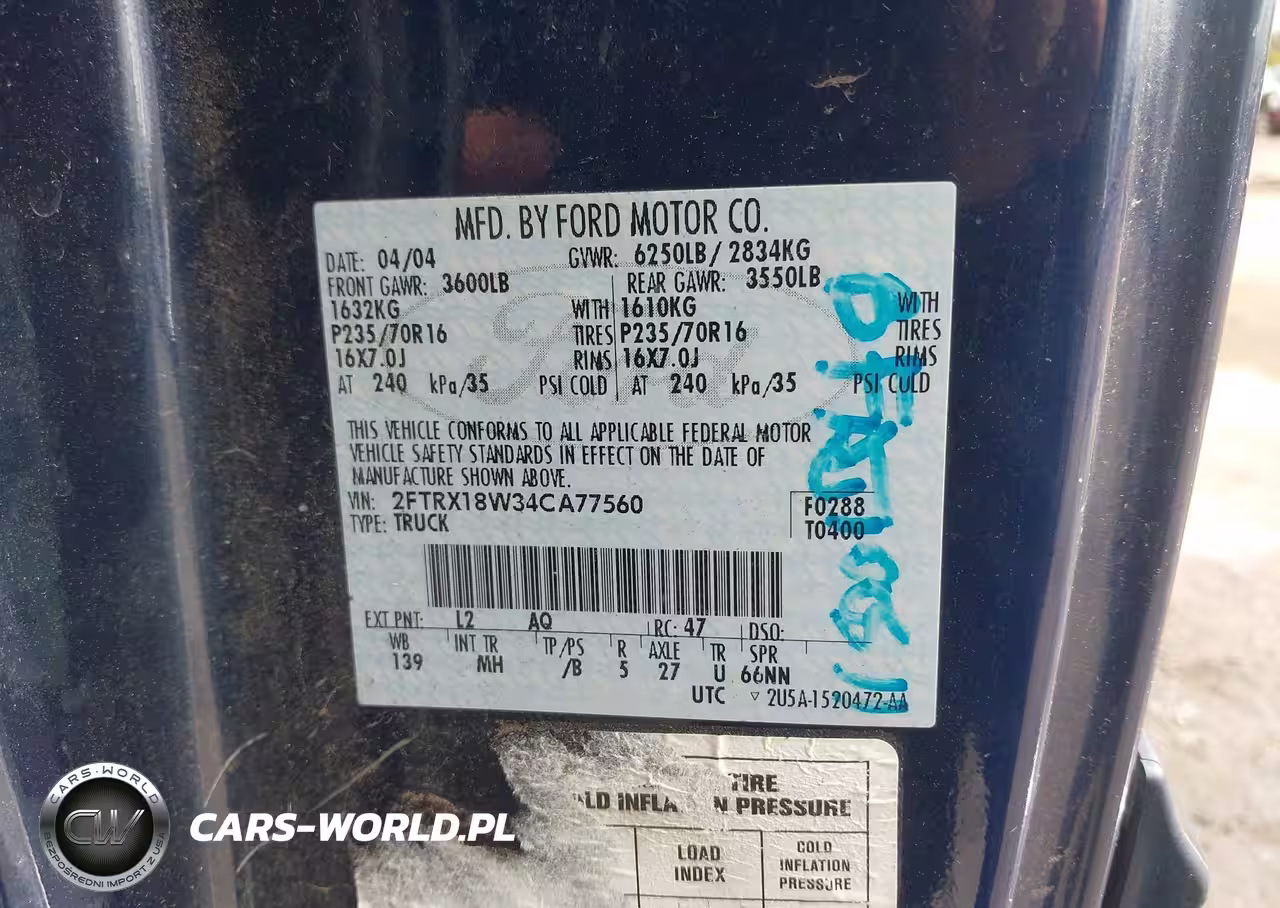 MFD. BY FORD MOTOR CO.
DATE: 04/04 GVWR: 6250LB/ 2834KG
FRONT GAWR: 3600LB REAR GAWR: 3550LB
1632KG WITH 1610KG WITH
P235/70R16 TIRES P235/70R16 TIRES
16X7.0J RIMS 16X7.0J RIMS
AT 240 kPa/35 PSI COLD AT 240 kPa/35 PSI COLD
THIS VEHICLE CONFORMS TO ALL APPLICABLE FEDERAL MOTOR
VEHICLE SAFETY STANDARDS IN EFFECT ON THE DATE OF
MANUFACTURE SHOWN ABOVE.
VIN: 2FTRX18W34CA77560 F0288
TYPE: TRUCK T0400
EXT PNT: L2 AQ RC: 47 DSO:
WB INT TR TP/PS R AXLE TR SPR
139 MH /B 5 27 U 66NN
UTC ▽ 2U5A-1520472-AA
Ford
TIRE
PRESSURE
LOAD
INDEX
COLD
INFLATION
PRESSURE
CARS-WORLD
CW
BEZPOŚREDNI IMPORT Z USA
CARS-WORLD.PL